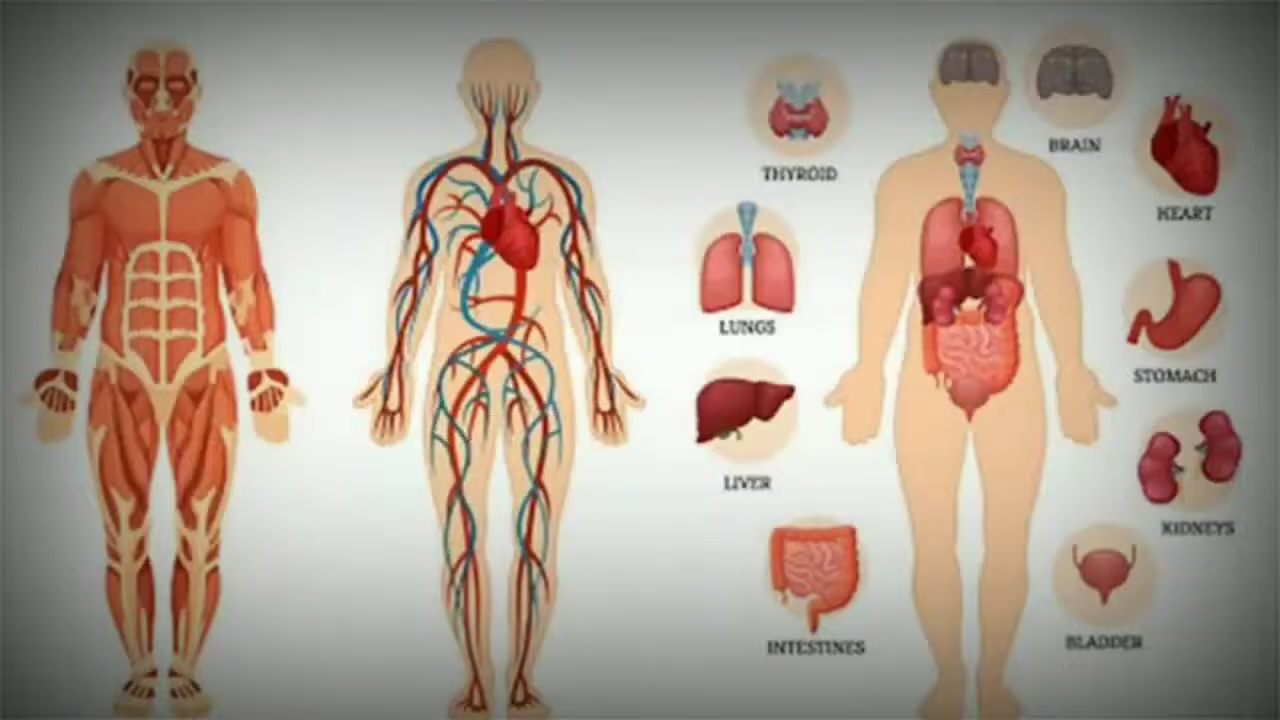 THYROID
BRAIN
HEART
LUNGS
STOMACH
LIVER
KIDNEYS
INTESTINES
BLADDER